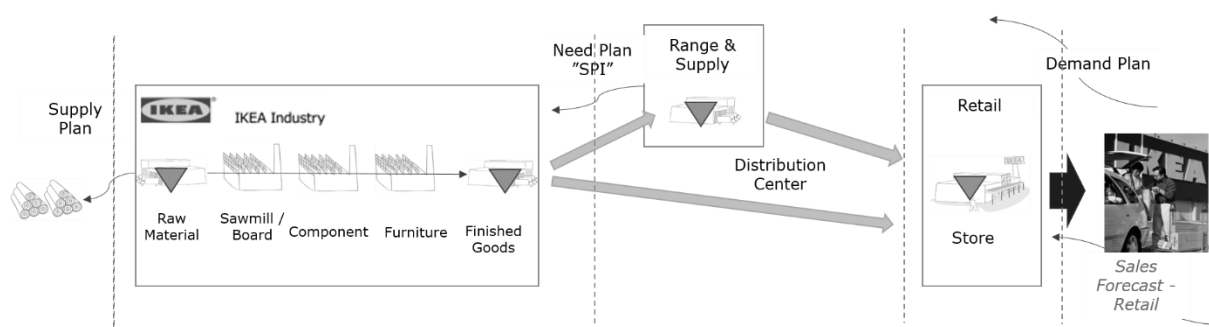 Supply
Plan
IKEA
®
IKEA Industry
Raw
Material
Sawmill /
Board
Component
Furniture
Finished
Goods
Need Plan
”SPI”
Range &
Supply
Distribution
Center
Retail
IKEA
Store
Demand Plan
IKEA
Sales
Forecast -
Retail